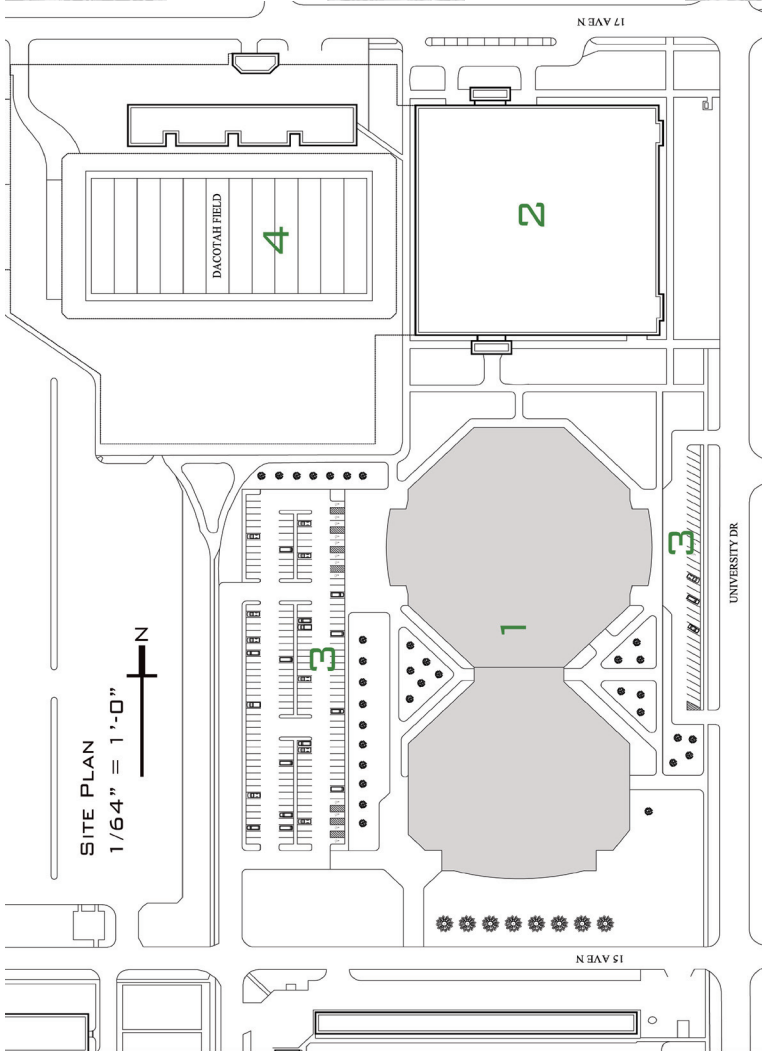 17 AVE N
DACOTAH FIELD
4
2
3
3
1
UNIVERSITY DR
N
SITE PLAN
1/64" = 1'-0"
15 AVE N